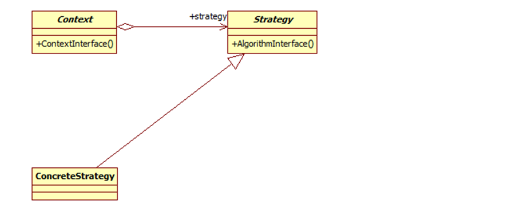 Context
+strategy
Strategy
+ContextInterface()
+AlgorithmInterface()
ConcreteStrategy